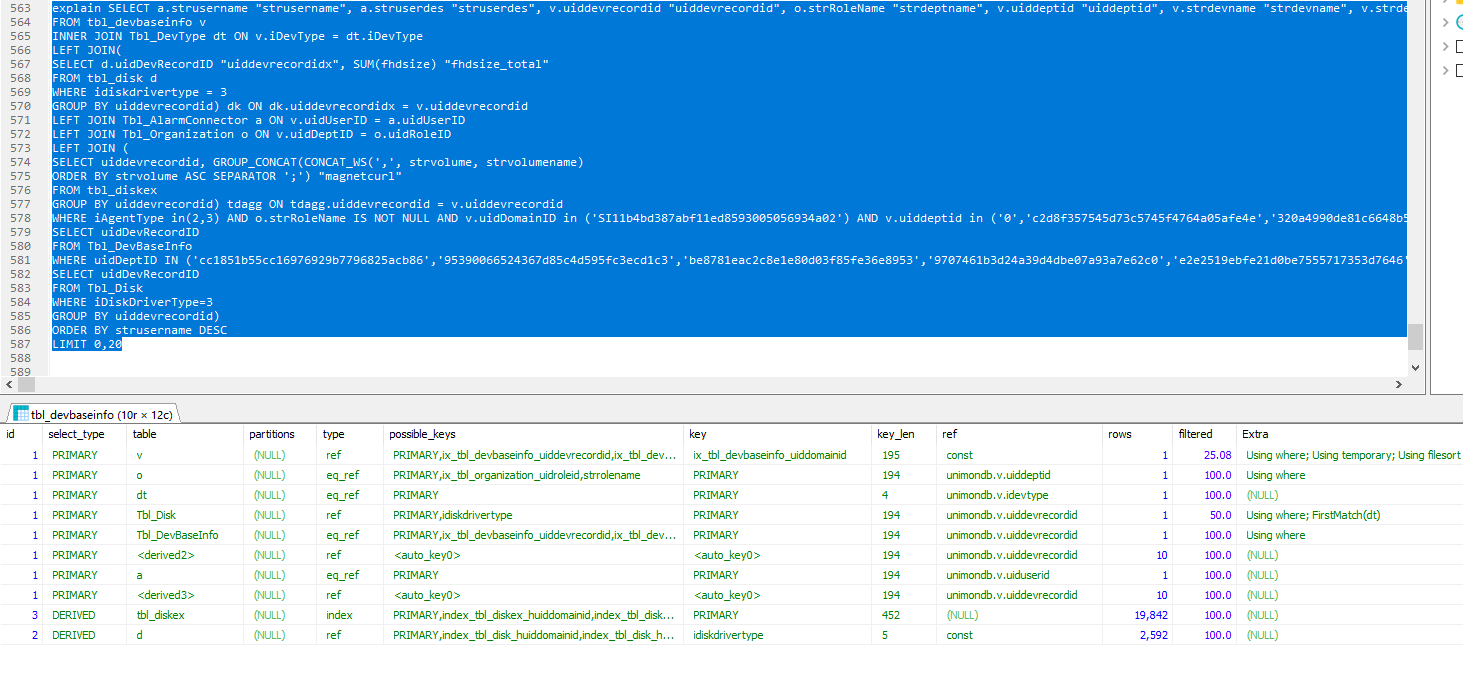 563 explain SELECT a.strusername "strusername", a.struserdes "struserdes", v.uiddevrecordid "uiddevrecordid", o.strRoleName "strdeptname", v.uiddeptid "uiddeptid", v.strdevname "strdevname", v.strde
564 FROM tbl_devbaseinfo v
565 INNER JOIN Tbl_DevType dt ON v.iDevType = dt.iDevType
566 LEFT JOIN(
567 SELECT d.uidDevRecordID "uiddevrecordidx", SUM(fhdsize) "fhdsize_total"
568 FROM tbl_disk d
569 WHERE idiskdrivertype = 3
570 GROUP BY uiddevrecordid) dk ON dk.uiddevrecordidx = v.uiddevrecordid
571 LEFT JOIN Tbl_AlarmConnector a ON v.uidUserID = a.uidUserID
572 LEFT JOIN Tbl_Organization o ON v.uidDeptID = o.uidRoleID
573 LEFT JOIN (
574 SELECT uiddevrecordid, GROUP_CONCAT(CONCAT_WS(',', strvolume, strvolumename)
575 ORDER BY strvolume ASC SEPARATOR ';') "magnetcurl"
576 FROM tbl_diskex
577 GROUP BY uiddevrecordid) tdagg ON tdagg.uiddevrecordid = v.uiddevrecordid
578 WHERE iAgentType in(2,3) AND o.strRoleName IS NOT NULL AND v.uidDomainID in ('SI11b4bd387abf11ed8593005056934a02') AND v.uiddeptid in ('0','c2d8f357545d73c5745f4764a05afe4e','320a4990de81c6648b5
579 SELECT uidDevRecordID
580 FROM Tbl_DevBaseInfo
581 WHERE uidDeptID IN ('cc1851b55cc16976929b7796825acb86','95390066524367d85c4d595fc3ecd1c3','be8781eac2c8e1e80d03f85fe36e8953','9707461b3d24a39d4dbe07a93a7e62c0','e2e2519ebfe21d0be7555717353d7646'
582 SELECT uidDevRecordID
583 FROM Tbl_Disk
584 WHERE iDiskDriverType=3
585 GROUP BY uiddevrecordid)
586 ORDER BY strusername DESC
587 LIMIT 0,20
588
589
tbl_devbaseinfo (10r × 12c)
id select_type table partitions type possible_keys key key_len ref rows filtered Extra
1 PRIMARY v (NULL) ref PRIMARY,ix_tbl_devbaseinfo_uiddevrecordid,ix_tbl_dev... ix_tbl_devbaseinfo_uiddomainid 195 const 1 25.08 Using where; Using temporary; Using filesort
1 PRIMARY o (NULL) eq_ref PRIMARY,ix_tbl_organization_uidroleid,strrolename PRIMARY 194 unimondb.v.uiddeptid 1 100.0 Using where
1 PRIMARY dt (NULL) eq_ref PRIMARY PRIMARY 4 unimondb.v.idevtype 1 100.0 (NULL)
1 PRIMARY Tbl_Disk (NULL) ref PRIMARY,idiskdrivertype PRIMARY 194 unimondb.v.uiddevrecordid 1 50.0 Using where; FirstMatch(dt)
1 PRIMARY Tbl_DevBaseInfo (NULL) eq_ref PRIMARY,ix_tbl_devbaseinfo_uiddevrecordid,ix_tbl_dev... PRIMARY 194 unimondb.v.uiddevrecordid 1 100.0 Using where
1 PRIMARY <derived2> (NULL) ref <auto_key0> <auto_key0> 194 unimondb.v.uiddevrecordid 10 100.0 (NULL)
1 PRIMARY a (NULL) eq_ref PRIMARY PRIMARY 194 unimondb.v.uiduserid 1 100.0 (NULL)
1 PRIMARY <derived3> (NULL) ref <auto_key0> <auto_key0> 194 unimondb.v.uiddevrecordid 10 100.0 (NULL)
3 DERIVED tbl_diskex (NULL) index PRIMARY,index_tbl_diskex_huiddomainid,index_tbl_disk... PRIMARY 452 (NULL) 19,842 100.0 (NULL)
2 DERIVED d (NULL) ref PRIMARY,index_tbl_disk_huiddomainid,index_tbl_disk_h... idiskdrivertype 5 const 2,592 100.0 (NULL)